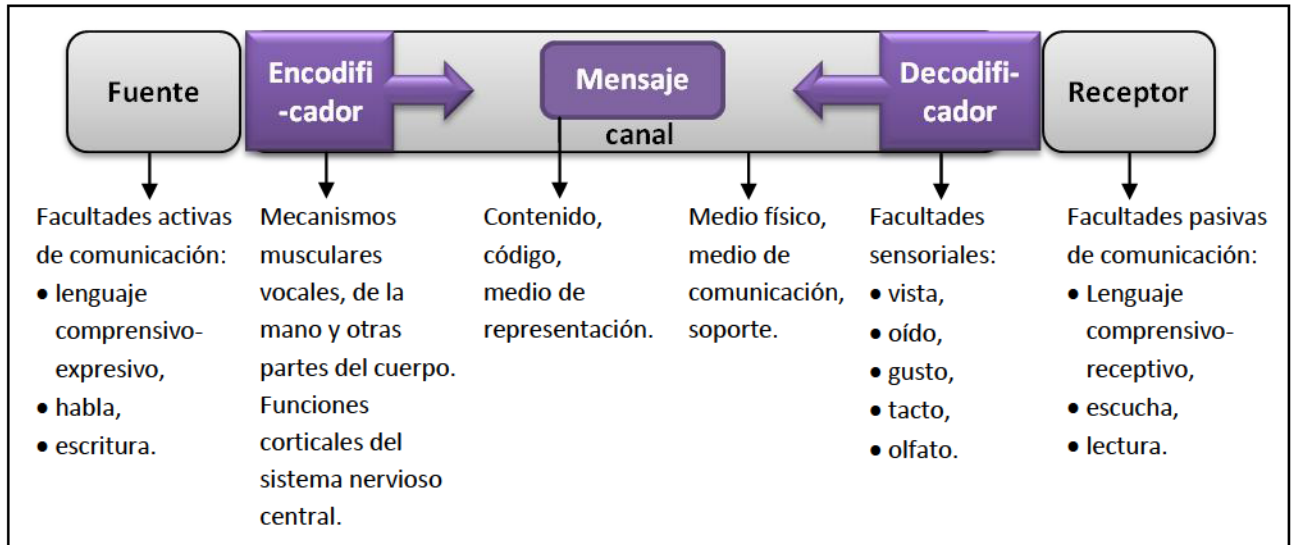 Fuente
Encodifi
-cador
Mensaje
canal
Decodifi-
cador
Receptor
Facultades activas
de comunicación:
• lenguaje
comprensivo-
expresivo,
• habla,
• escritura.
Mecanismos
musculares
vocales, de la
mano y otras
partes del cuerpo.
Funciones
corticales del
sistema nervioso
central.
Contenido,
código,
medio de
representación.
Medio físico,
medio de
comunicación,
soporte.
Facultades
sensoriales:
• vista,
• oído,
• gusto,
• tacto,
• olfato.
Facultades pasivas
de comunicación:
• Lenguaje
comprensivo-
receptivo,
• escucha,
• lectura.